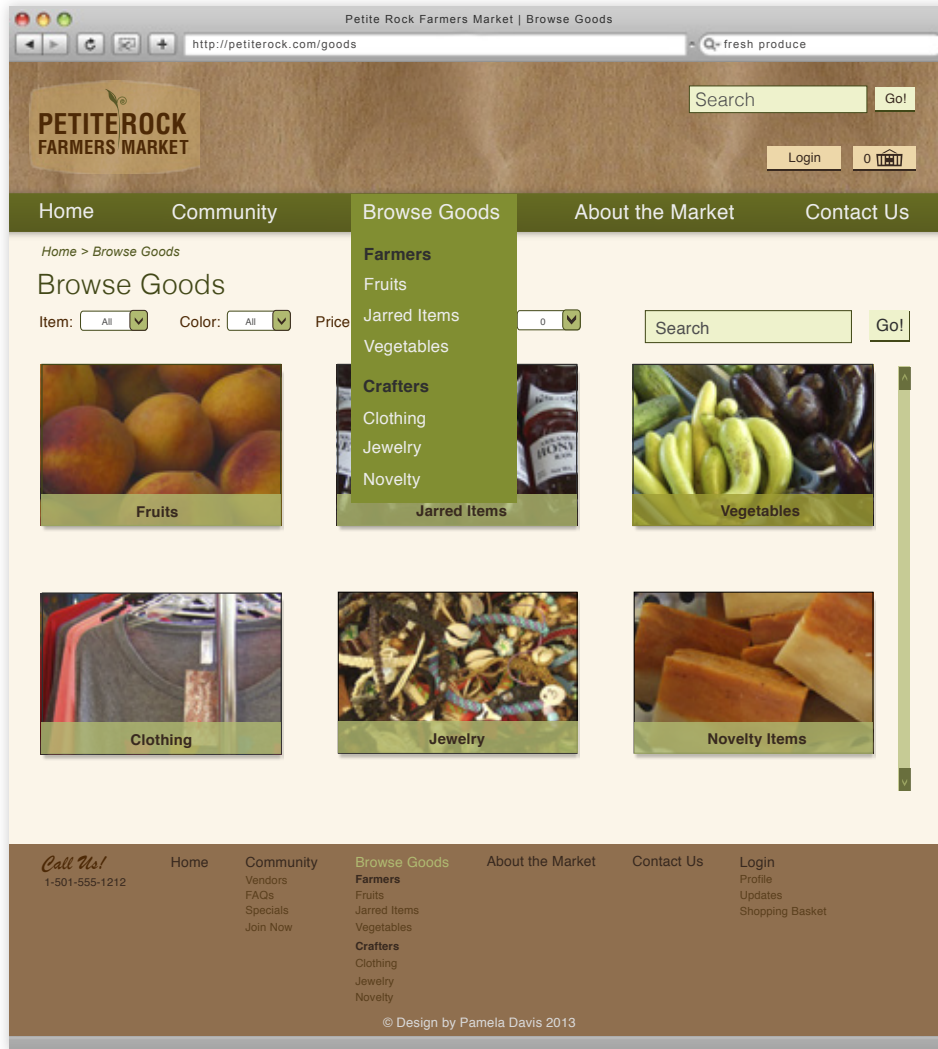 Petite Rock Farmers Market | Browse Goods
http://petiterock.com/goods
fresh produce
PETITE ROCK
FARMERS MARKET
Search
Go!
Login
0
Home
Community
Browse Goods
About the Market
Contact Us
Farmers
Fruits
Jarred Items
Vegetables
Crafters
Clothing
Jewelry
Novelty
Home > Browse Goods
Browse Goods
Item:
All
Color:
All
Price
0
Search
Go!
Fruits
HONEY
Jarred Items
Vegetables
Clothing
Jewelry
Novelty Items
Call Us!
1-501-555-1212
Home
Community
Vendors
FAQs
Specials
Join Now
Browse Goods
Farmers
Fruits
Jarred Items
Vegetables
Crafters
Clothing
Jewelry
Novelty
About the Market
Contact Us
Login
Profile
Updates
Shopping Basket
© Design by Pamela Davis 2013